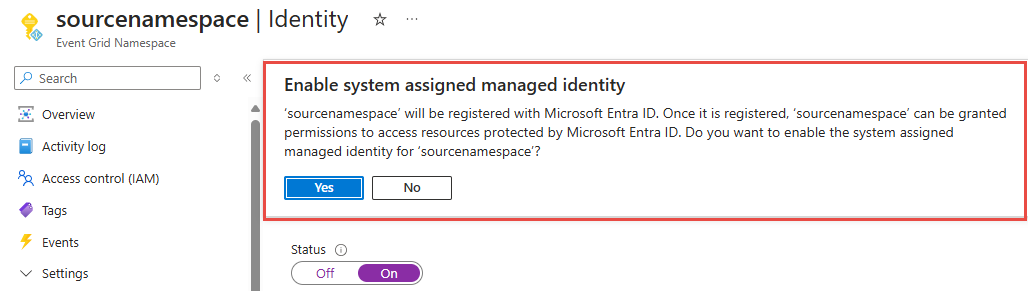 sourcenamespace | Identity ☆ ···
Event Grid Namespace
Search
Overview
Activity log
Access control (IAM)
Tags
Events
Settings
Enable system assigned managed identity
‘sourcenamespace’ will be registered with Microsoft Entra ID. Once it is registered, ‘sourcenamespace’ can be granted
permissions to access resources protected by Microsoft Entra ID. Do you want to enable the system assigned
managed identity for ‘sourcenamespace’?
Yes No
Status
Off On